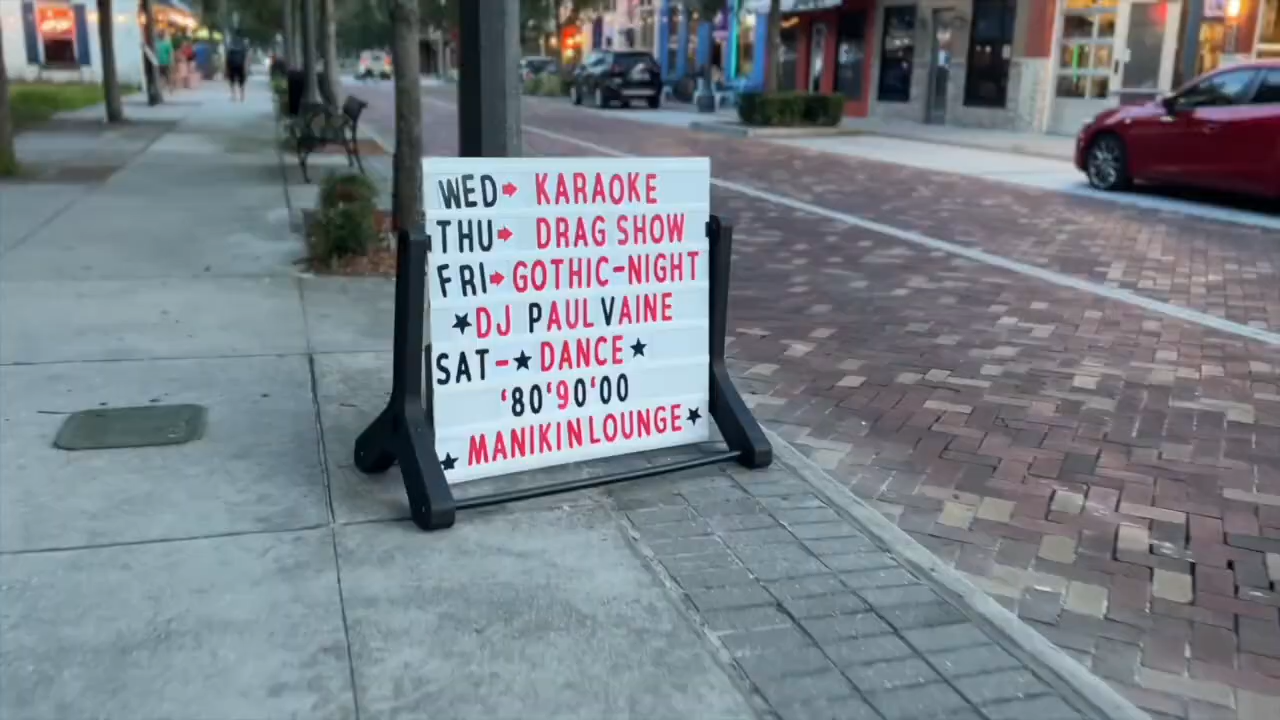 WED➡ KARAOKE
THU➡ DRAG SHOW
FRI➡GOTHIC-NIGHT
★DJ PAUL VAINE
SAT-★DANCE★
'80'90'00
★MANIKIN LOUNGE★